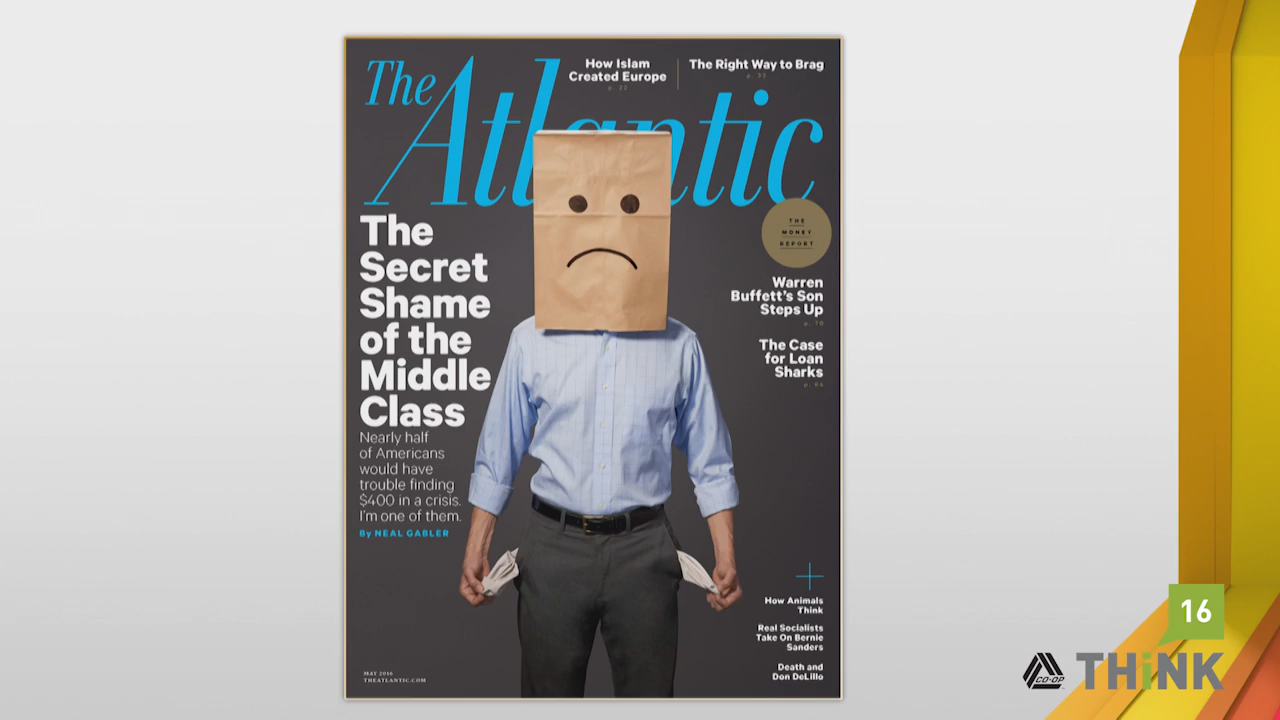 The
Atlantic
How Islam
Created Europe
p. 22
The Right Way to Brag
p. 32
The
Secret
Shame
of the
Middle
Class
Nearly half
of Americans
would have
trouble finding
$400 in a crisis.
I'm one of them.
By NEAL GABLER
THE
MONEY
REPORT
Warren
Buffett's Son
Steps Up
p. 70
The Case
for Loan
Sharks
How Animals
Think
Real Socialists
Take On Bernie
Sanders
Death and
Don DeLillo
MAY 2016
THEATLANTIC.COM
16
CO-OP
THiNK